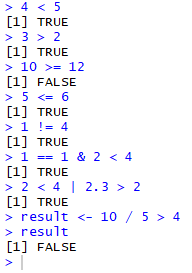 > 4 < 5
[1] TRUE
> 3 > 2
[1] TRUE
> 10 >= 12
[1] FALSE
> 5 <= 6
[1] TRUE
> 1 != 4
[1] TRUE
> 1 == 1 & 2 < 4
[1] TRUE
> 2 < 4 | 2.3 > 2
[1] TRUE
> result <- 10 / 5 > 4
> result
[1] FALSE
>